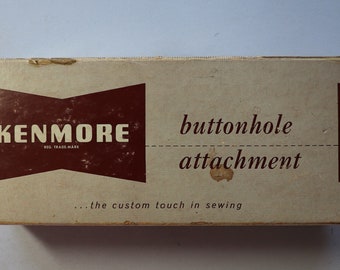 KENMORE
REG. TRADE-MARK
buttonhole
attachment
...the custom touch in sewing